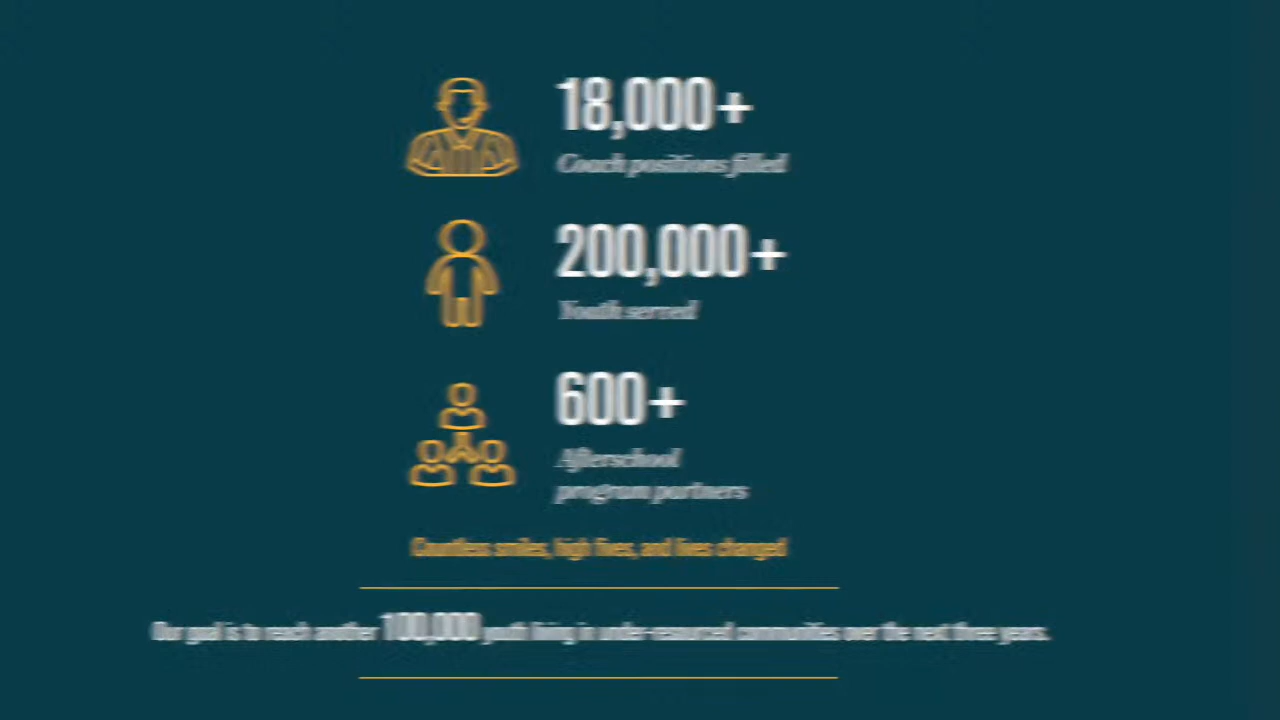 18,000+
Coach positions filled
200,000+
Youth served
600+
Afterschool
program partners
Countless smiles, high fives, and lives changed
Our goal is to reach another 100,000 youth living in under-resourced communities over the next three years.